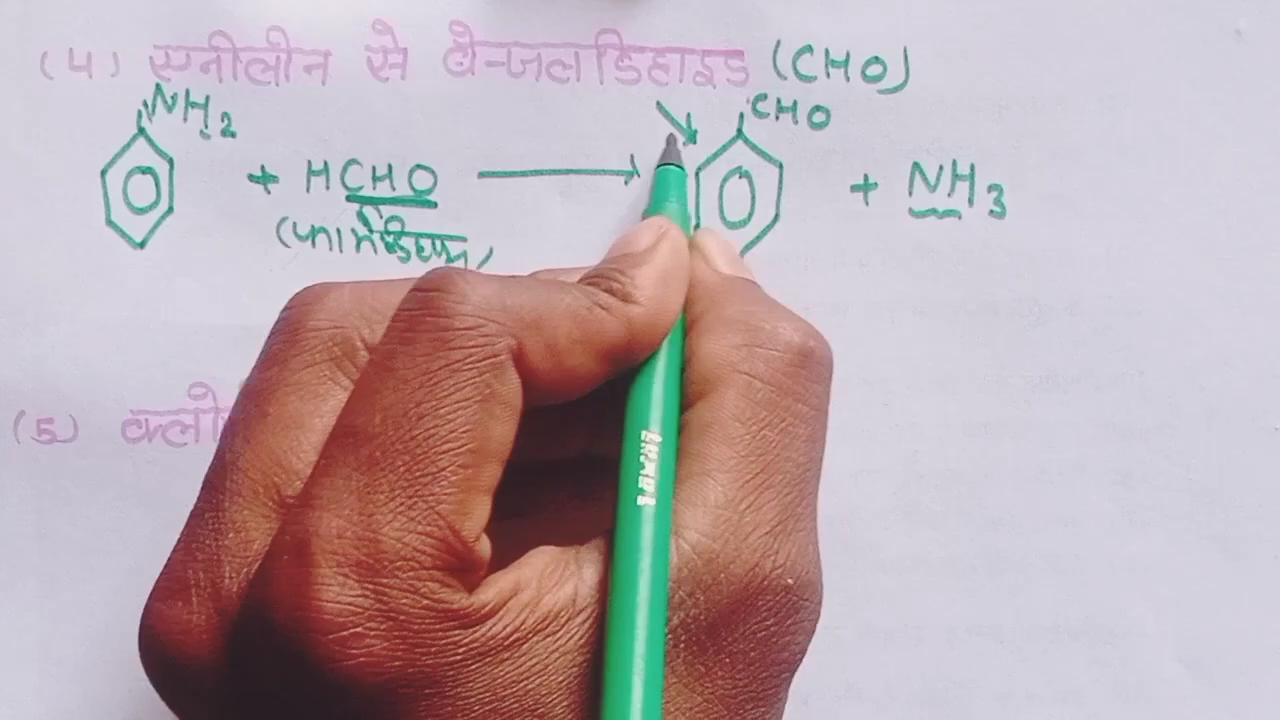 (4) एनीलीन से बेन्जलडिहाइड (CHO)
NH2 CHO
+ HCHO + NH3
(5) क्लो